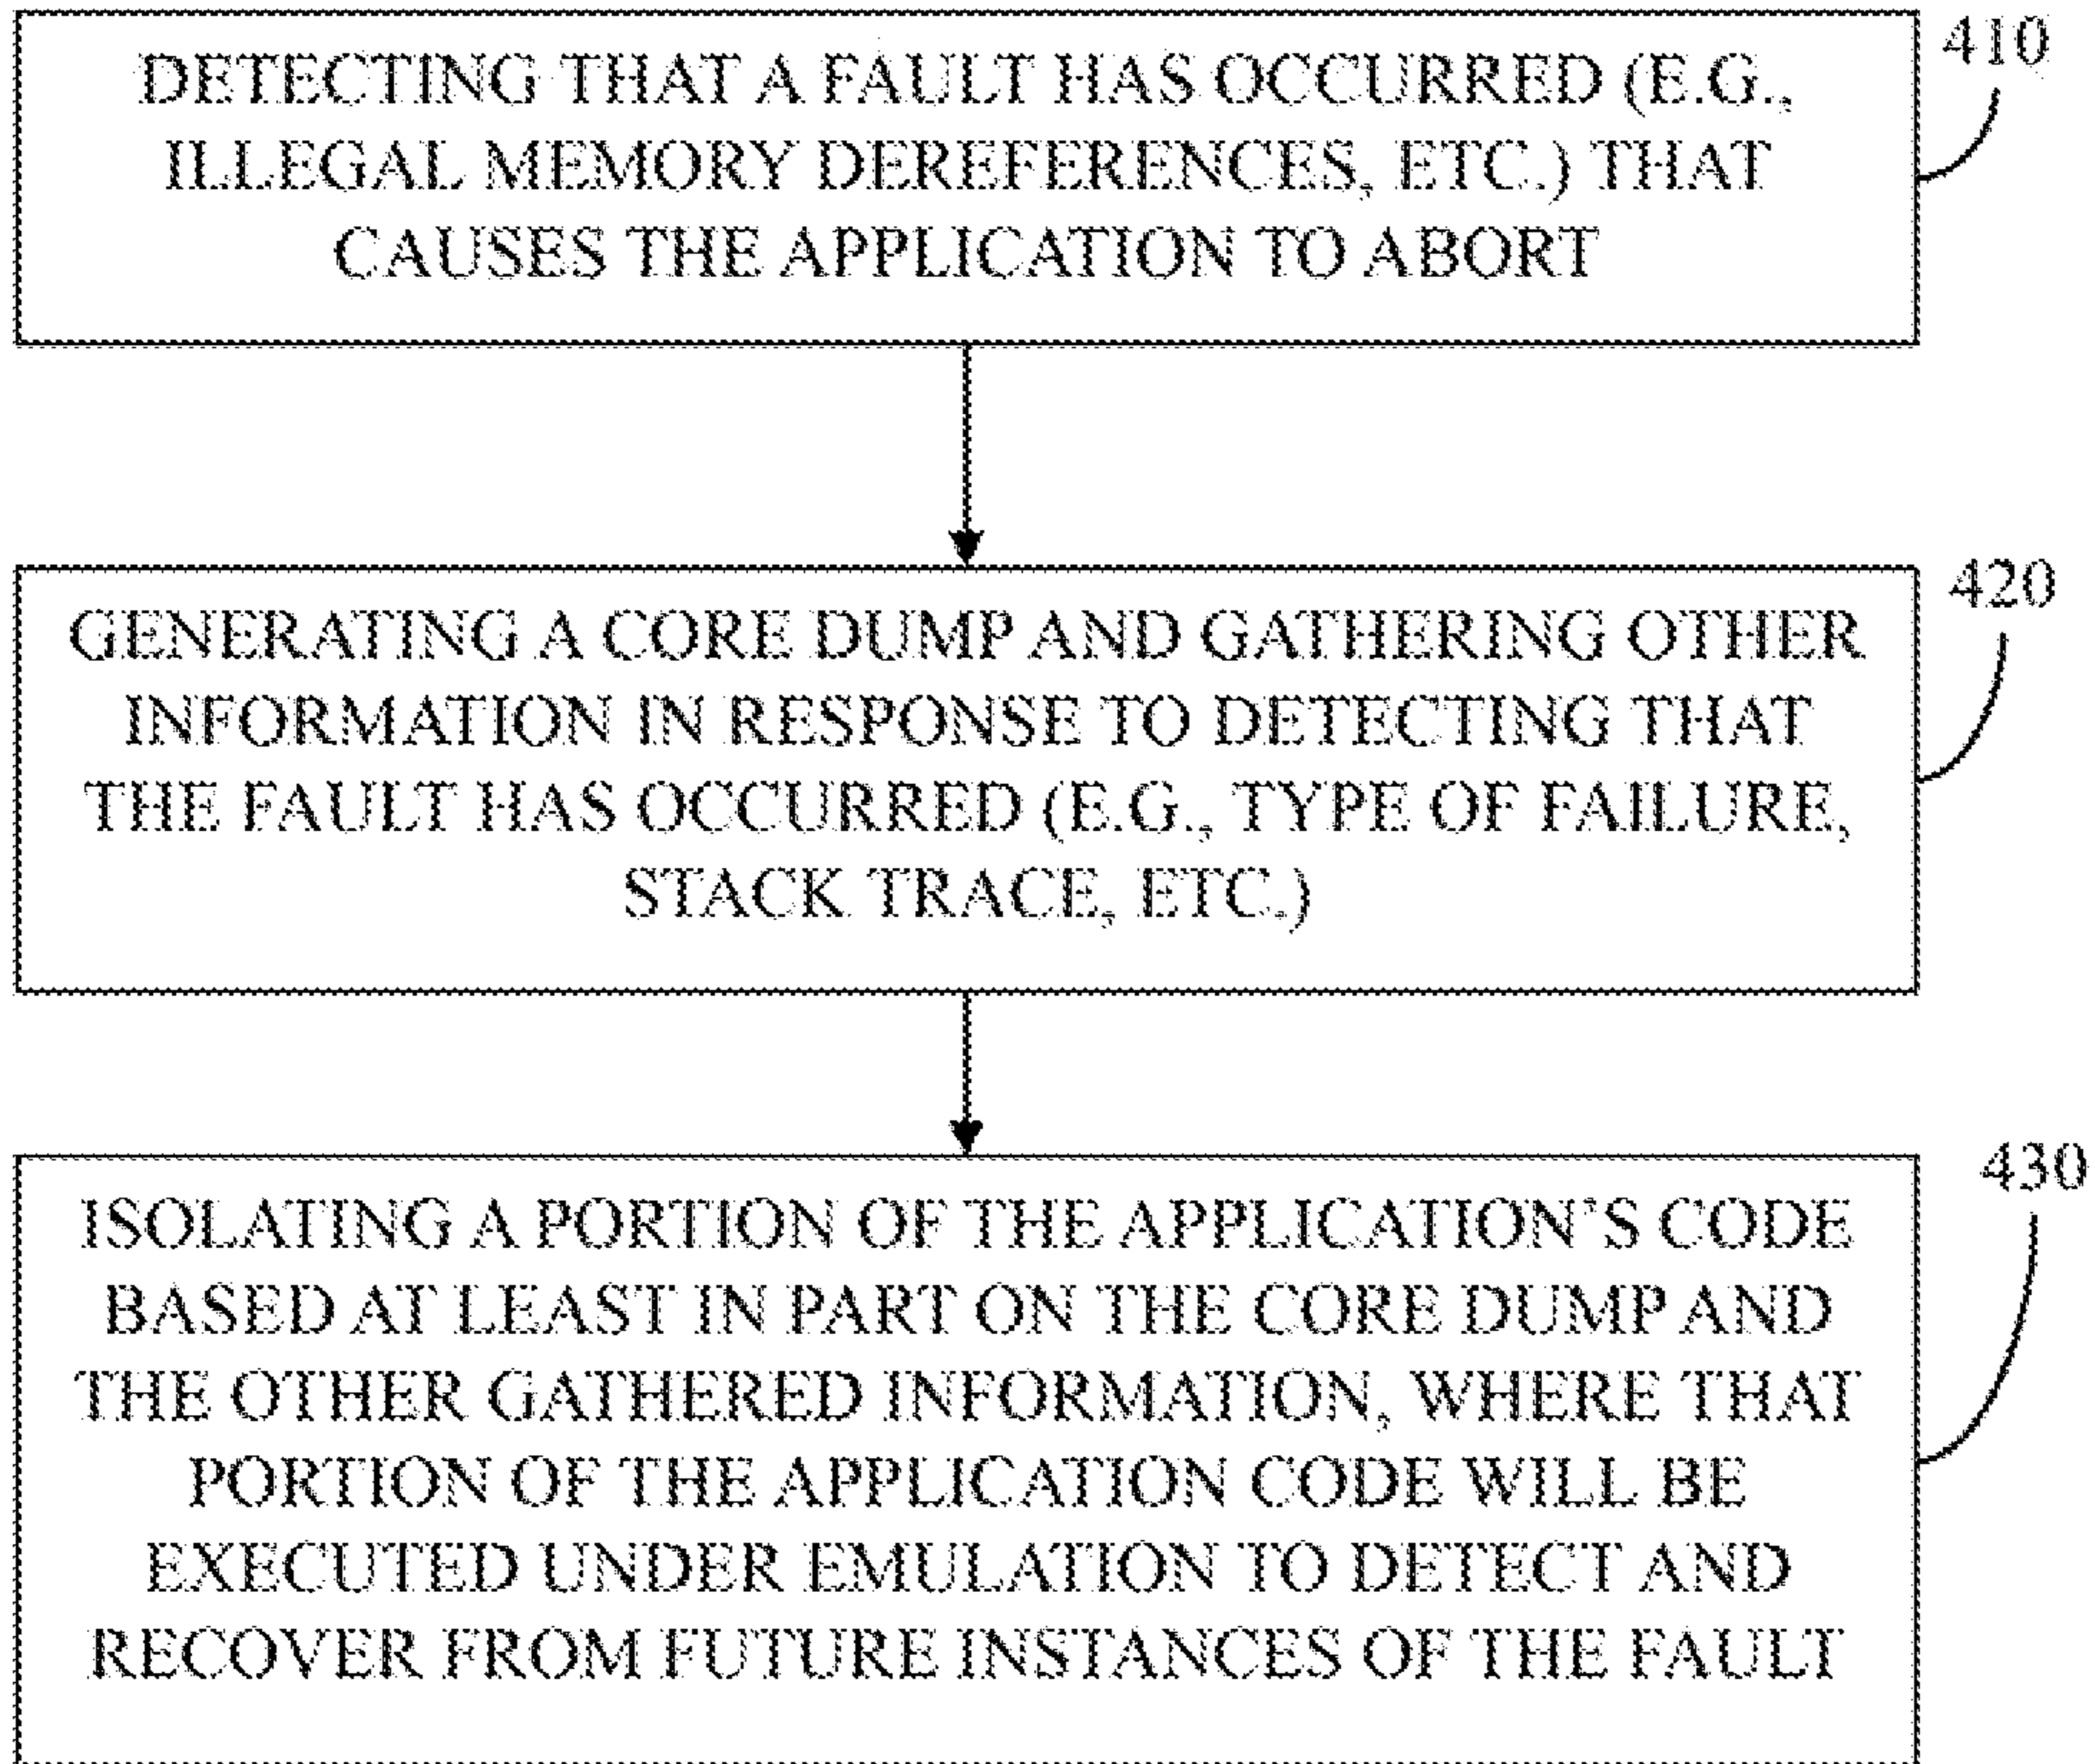 DETECTING THAT A FAULT HAS OCCURRED (E.G.,
ILLEGAL MEMORY DEREFERENCES, ETC.) THAT
CAUSES THE APPLICATION TO ABORT
410
GENERATING A CORE DUMP AND GATHERING OTHER
INFORMATION IN RESPONSE TO DETECTING THAT
THE FAULT HAS OCCURRED (E.G., TYPE OF FAILURE,
STACK TRACE, ETC.)
420
ISOLATING A PORTION OF THE APPLICATION'S CODE
BASED AT LEAST IN PART ON THE CORE DUMP AND
THE OTHER GATHERED INFORMATION, WHERE THAT
PORTION OF THE APPLICATION CODE WILL BE
EXECUTED UNDER EMULATION TO DETECT AND
RECOVER FROM FUTURE INSTANCES OF THE FAULT
430